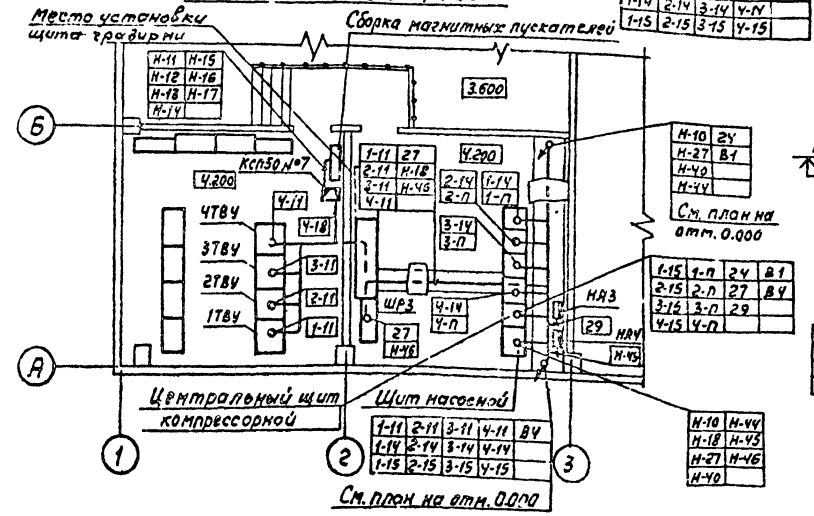 1-14 2-14 3-14 4-14
1-15 2-15 3-15 4-15
Место установки
щита градирни
Сборка магнитных пускателей
Н-11 Н-15
Н-12 Н-16
Н-13 Н-17
Н-14
3.600
Б
КСП50 №7
4.200
1-11 27
2-11 Н-18
3-11 Н-46
4-11
4.200
2-14 1-14
2-П 1-П
3-14
3-П
Н-10 24
Н-27 В1
Н-40
Н-44
См. план на
отм. 0.000
4-11
4-18
4ТВУ
3ТВУ
3-11
2ТВУ
2-11
1ТВУ
1-11
ШР3
27
Н-46
4-14
4-П
НА3
29
НА4
Н-45
1-15 1-П 24 В1
2-15 2-П 27 В4
3-15 3-П 29
4-15 4-П
А
Центральный щит
компрессорной
Щит насосной
1-11 2-11 3-11 4-11 В4
1-14 2-14 3-14 4-14
1-15 2-15 3-15 4-15
Н-10 Н-44
Н-18 Н-45
Н-27 Н-46
Н-40
1
2
3
См. план на отм. 0.000